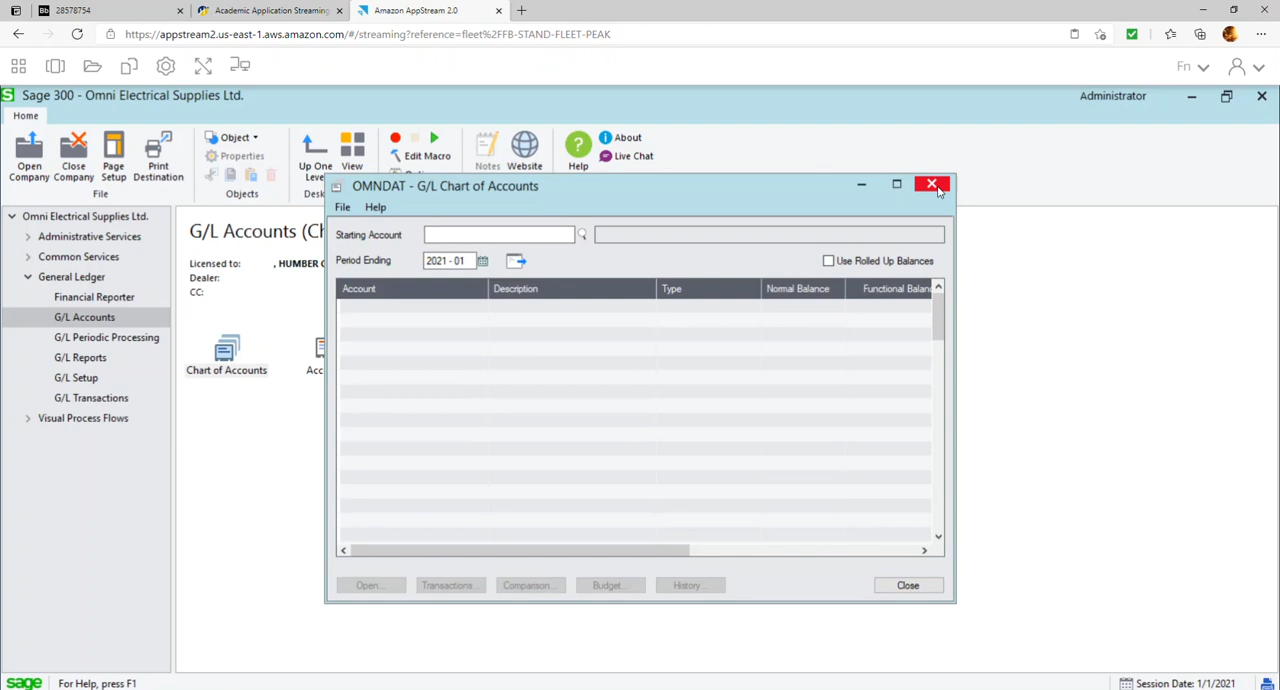 28578754
Academic Application Streaming
Amazon AppStream 2.0
https://appstream2.us-east-1.aws.amazon.com/#/streaming?reference=fleet%2FFB-STAND-FLEET-PEAK
Fn
Sage 300 - Omni Electrical Supplies Ltd.
Administrator
Home
Open Company
Close Company
Page Setup
Print Destination
File
Object
Properties
Objects
Up One
View
Edit Macro
Notes
Website
Help
About
Live Chat
Omni Electrical Supplies Ltd.
Administrative Services
Common Services
General Ledger
Financial Reporter
G/L Accounts
G/L Periodic Processing
G/L Reports
G/L Setup
G/L Transactions
Visual Process Flows
G/L Accounts (Ch
Licensed to: , HUMBER
Dealer:
CC:
Chart of Accounts
Acc
OMNDAT - G/L Chart of Accounts
File Help
Starting Account
Period Ending 2021 - 01
Use Rolled Up Balances
Account Description Type Normal Balance Functional Balanc
Open... Transactions... Comparison... Budget... History... Close
sage
For Help, press F1
Session Date: 1/1/2021